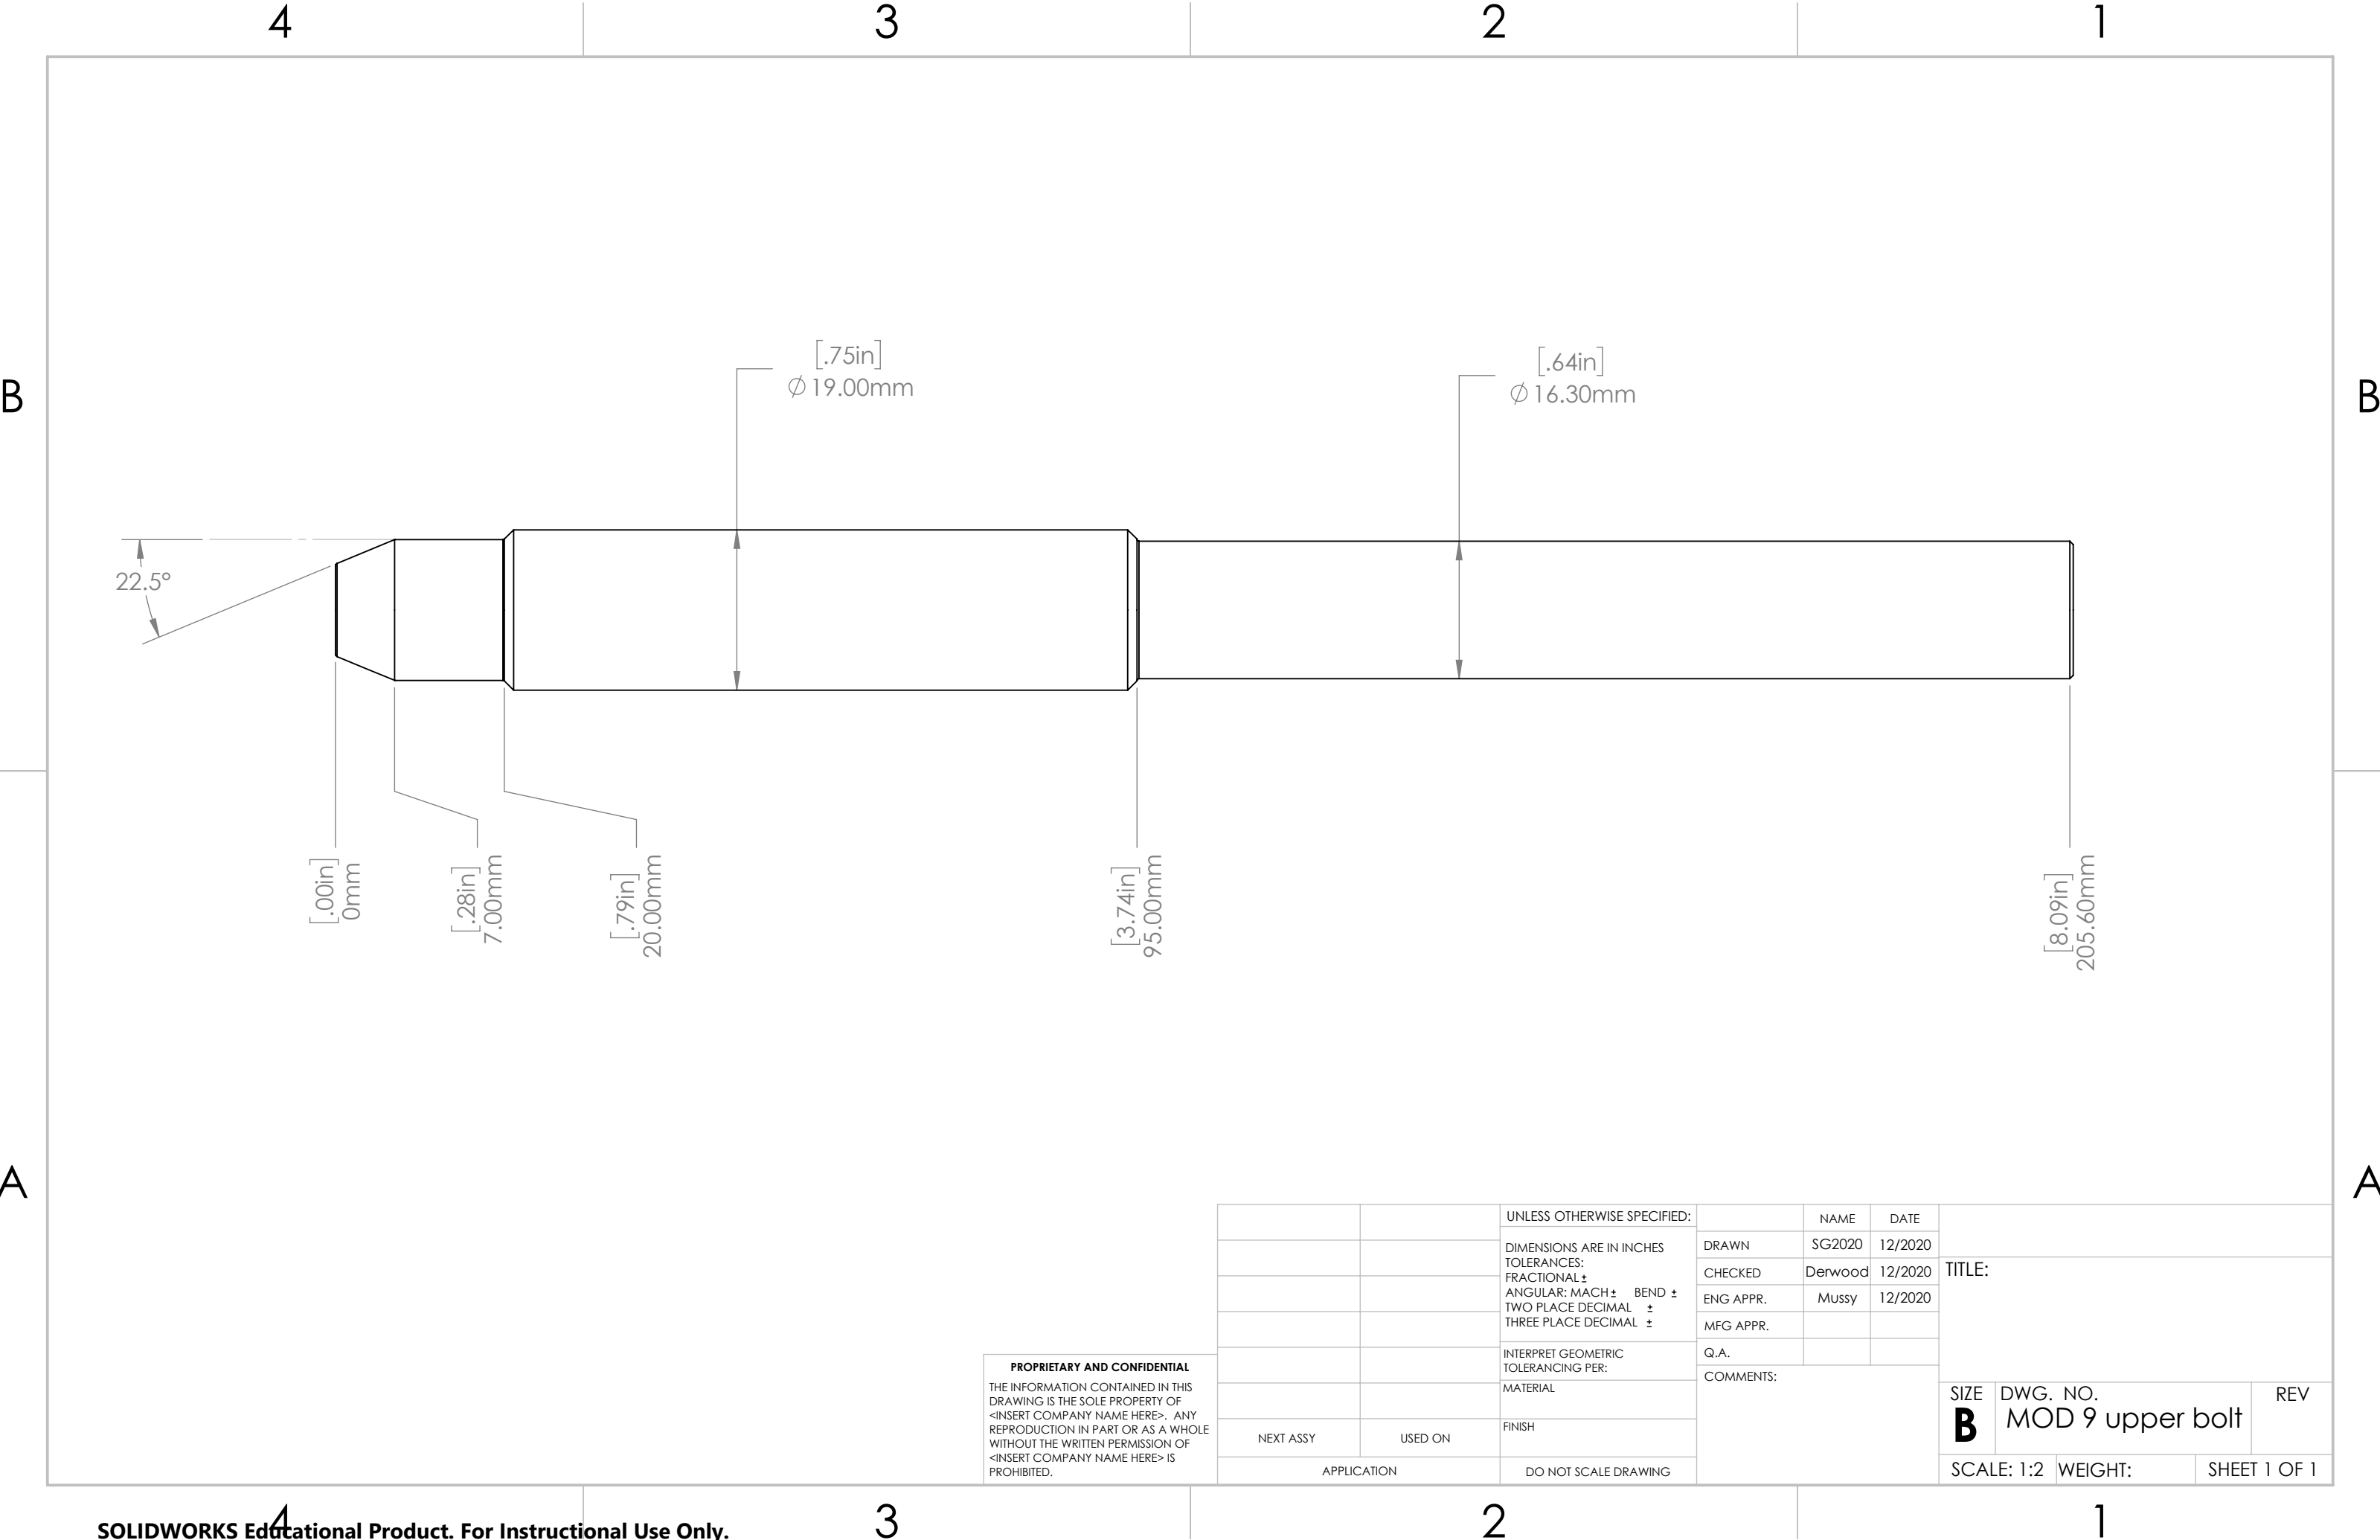 4 3 2 1
[.75in]
⌀19.00mm
[.64in]
⌀16.30mm
B B
22.5°
[.00in]
0mm
[.28in]
7.00mm
[.79in]
20.00mm
[3.74in]
95.00mm
[8.09in]
205.60mm
A A
PROPRIETARY AND CONFIDENTIAL
THE INFORMATION CONTAINED IN THIS
DRAWING IS THE SOLE PROPERTY OF
<INSERT COMPANY NAME HERE>. ANY
REPRODUCTION IN PART OR AS A WHOLE
WITHOUT THE WRITTEN PERMISSION OF
<INSERT COMPANY NAME HERE> IS
PROHIBITED.
NEXT ASSY USED ON
APPLICATION
UNLESS OTHERWISE SPECIFIED:
DIMENSIONS ARE IN INCHES
TOLERANCES:
FRACTIONAL ±
ANGULAR: MACH ± BEND ±
TWO PLACE DECIMAL ±
THREE PLACE DECIMAL ±
INTERPRET GEOMETRIC
TOLERANCING PER:
MATERIAL
FINISH
DO NOT SCALE DRAWING
NAME DATE
DRAWN SG2020 12/2020
CHECKED Derwood 12/2020
ENG APPR. Mussy 12/2020
MFG APPR.
Q.A.
COMMENTS:
TITLE:
SIZE DWG. NO. REV
B MOD 9 upper bolt
SCALE: 1:2 WEIGHT: SHEET 1 OF 1
4 3 2 1
SOLIDWORKS Educational Product. For Instructional Use Only.